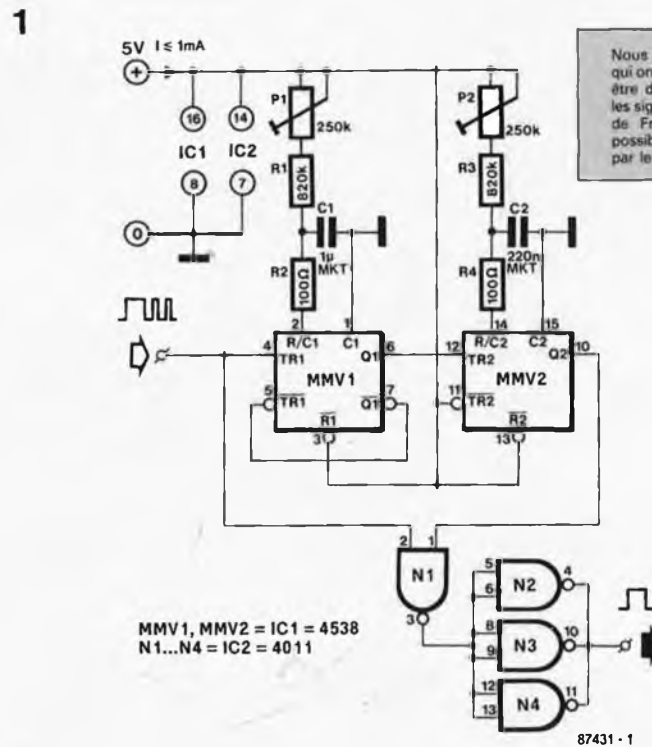 1
5V I ≤ 1mA
+
16
14
IC1 IC2
8
7
0
P1
250k
R1
820k
C1
1µ
MKT
R2
100Ω
P2
250k
R3
820k
C2
220n
MKT
R4
100Ω
Nous
qui on
être d
les sig
de Fr
possib
par le
2
1
R/C1
C1
4
TR1
Q1
6
MMV1
5
TR1
Q1
7
R1
3
14
15
R/C2
C2
12
TR2
Q2
10
MMV2
11
TR2
R2
13
2
1
N1
3
5
6
N2
4
8
9
N3
10
12
13
N4
11
MMV1, MMV2 = IC1 = 4538
N1...N4 = IC2 = 4011
87431 - 1